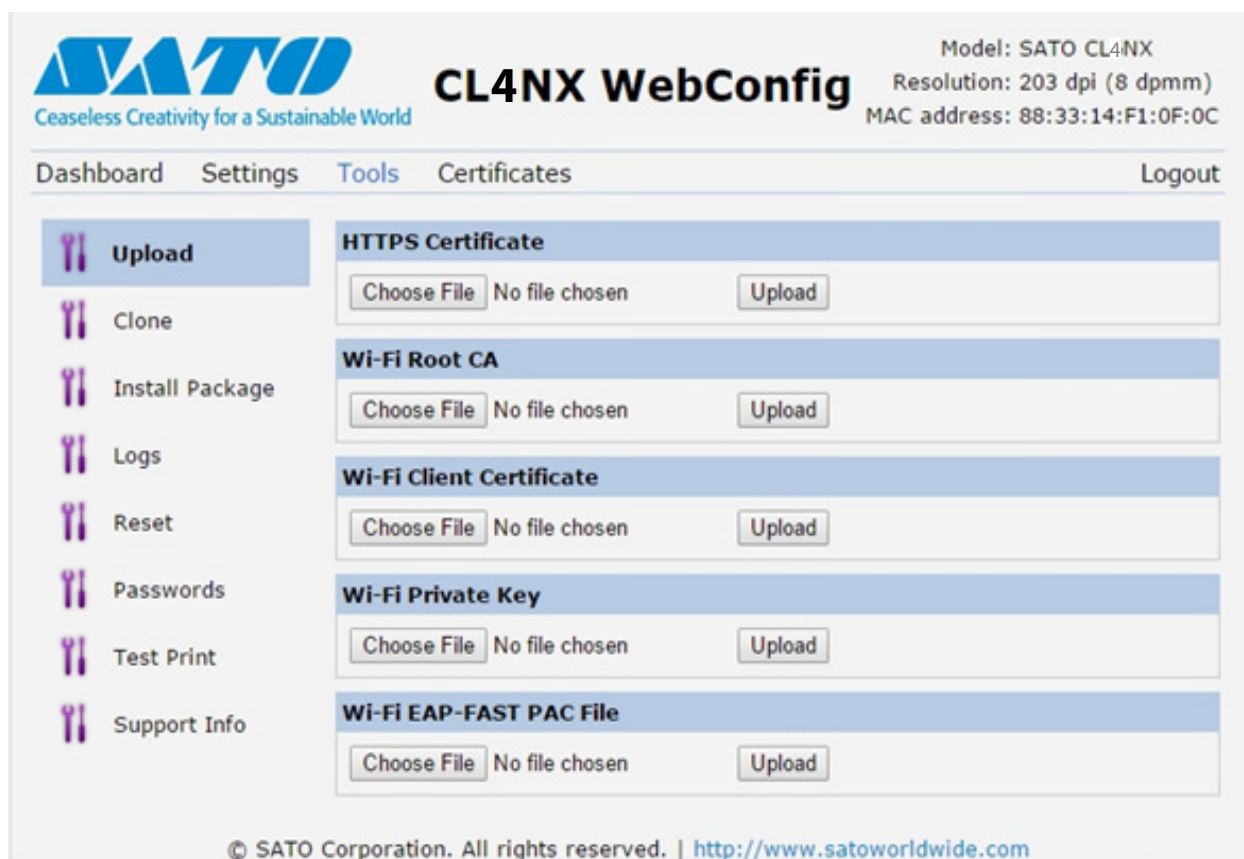 SATO
Ceaseless Creativity for a Sustainable World
CL4NX WebConfig
Model: SATO CL4NX
Resolution: 203 dpi (8 dpmm)
MAC address: 88:33:14:F1:0F:0C
Dashboard Settings Tools Certificates Logout
Upload
Clone
Install Package
Logs
Reset
Passwords
Test Print
Support Info
HTTPS Certificate
Choose File No file chosen Upload
Wi-Fi Root CA
Choose File No file chosen Upload
Wi-Fi Client Certificate
Choose File No file chosen Upload
Wi-Fi Private Key
Choose File No file chosen Upload
Wi-Fi EAP-FAST PAC File
Choose File No file chosen Upload
© SATO Corporation. All rights reserved. | http://www.satoworldwide.com